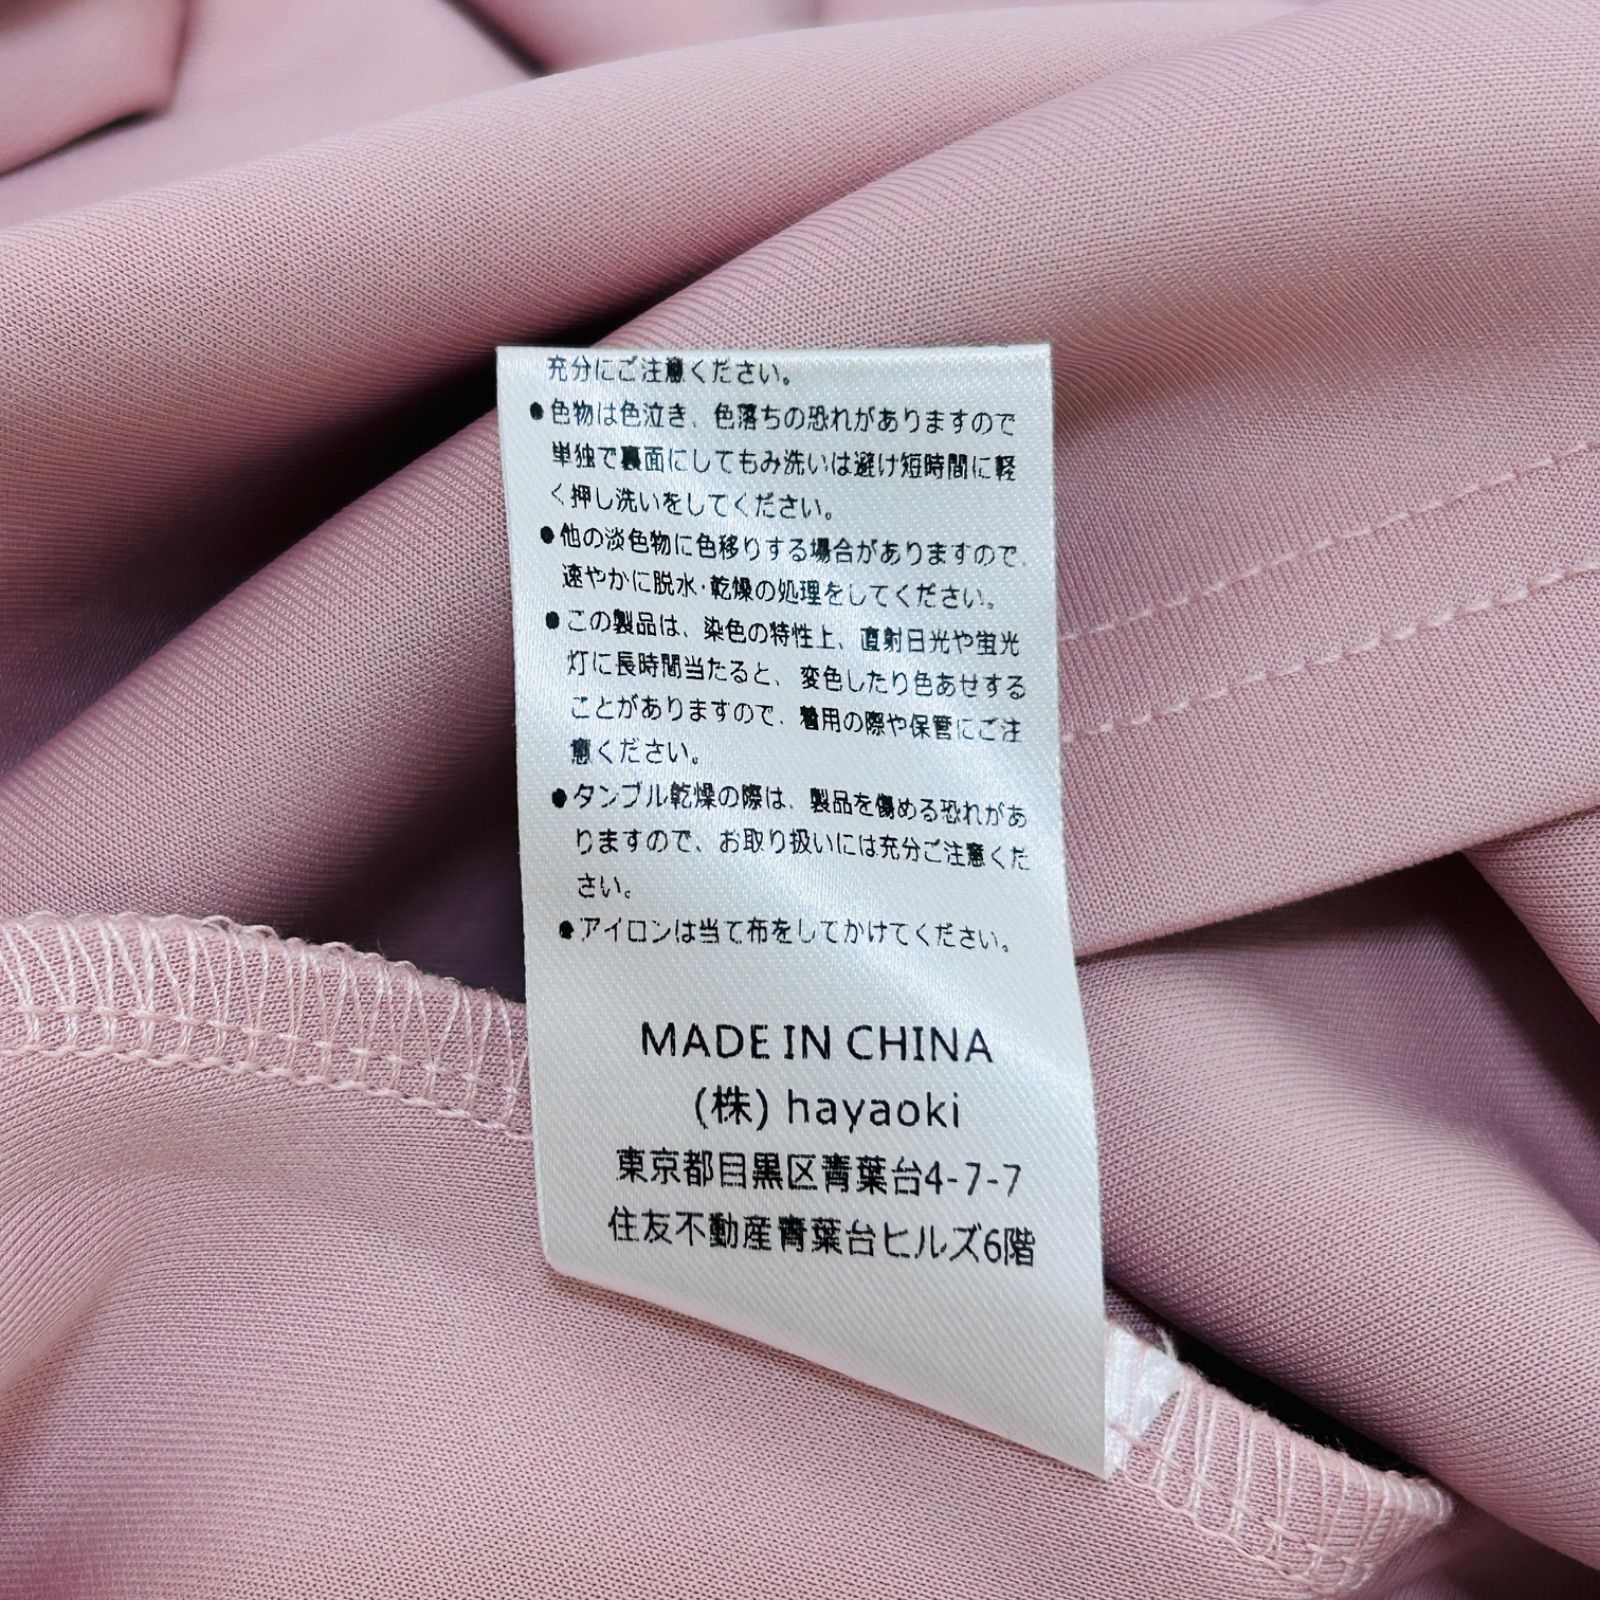 充分にご注意ください。
●色物は色泣き、色落ちの恐れがありますので
単独で裏面にしてもみ洗いは避け短時間に軽
く押し洗いをしてください。
●他の淡色物に色移りする場合がありますので、
速やかに脱水・乾燥の処理をしてください。
●この製品は、染色の特性上、直射日光や蛍光
灯に長時間当たると、変色したり色あせする
ことがありますので、着用の際や保管にご注
意ください。
●タンブル乾燥の際は、製品を傷める恐れがあ
りますので、お取り扱いには充分ご注意くだ
さい。
●アイロンは当て布をしてかけてください。
MADE IN CHINA
(株) hayaoki
東京都目黒区青葉台4-7-7
住友不動産青葉台ヒルズ6階